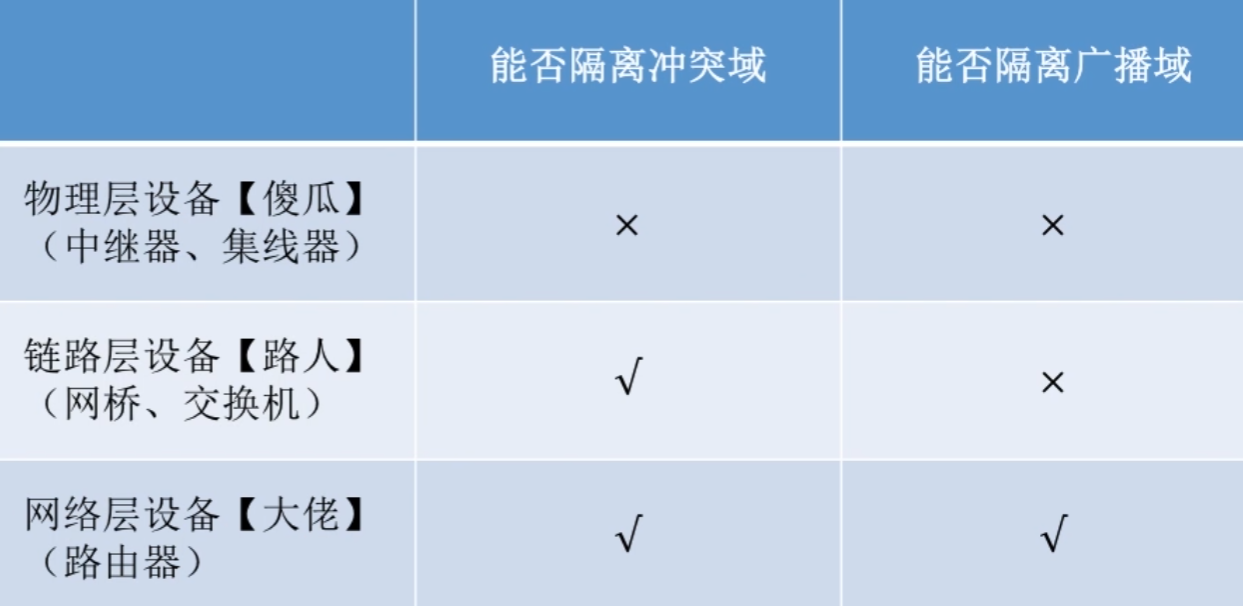 能否隔离冲突域 能否隔离广播域
物理层设备【傻瓜】
（中继器、集线器）
× ×
链路层设备【路人】
（网桥、交换机）
√ ×
网络层设备【大佬】
（路由器）
√ √